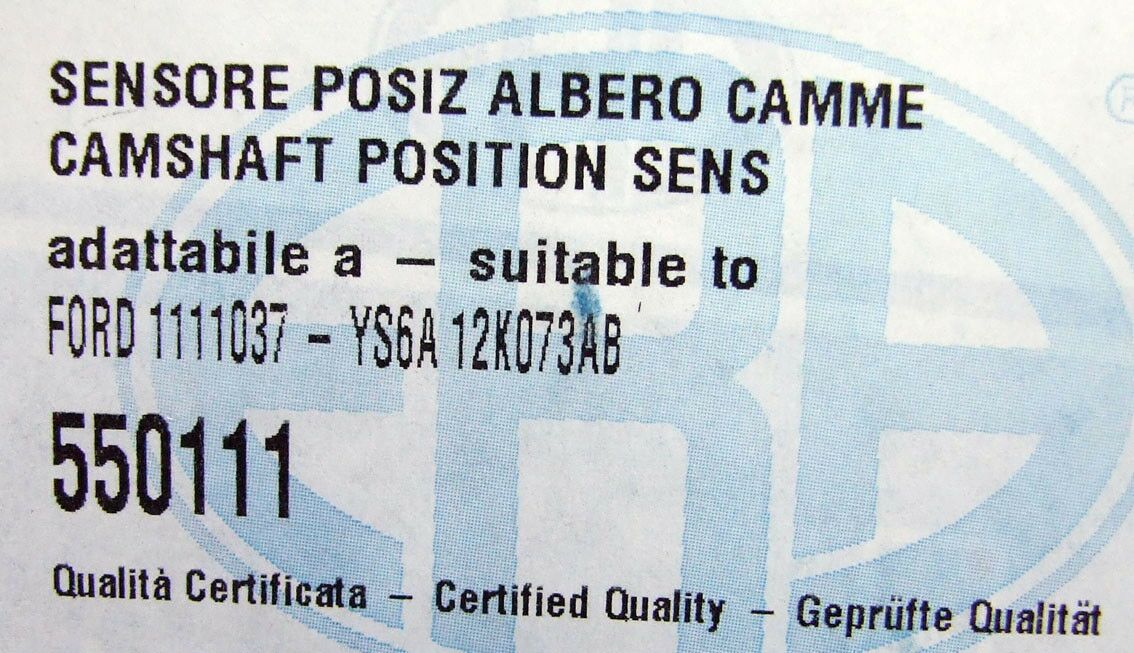 SENSORE POSIZ ALBERO CAMME
CAMSHAFT POSITION SENS
adattabile a – suitable to
FORD 1111037 - YS6A 12K073AB
550111
Qualità Certificata – Certified Quality – Geprüfte Qualität